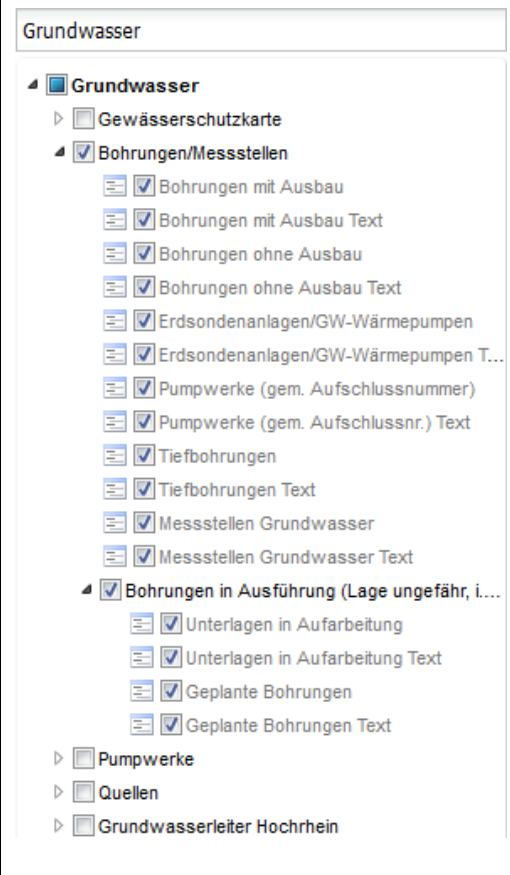 Grundwasser
Grundwasser
Gewässerschutzkarte
Bohrungen/Messstellen
Bohrungen mit Ausbau
Bohrungen mit Ausbau Text
Bohrungen ohne Ausbau
Bohrungen ohne Ausbau Text
Erdsondenanlagen/GW-Wärmepumpen
Erdsondenanlagen/GW-Wärmepumpen T...
Pumpwerke (gem. Aufschlussnummer)
Pumpwerke (gem. Aufschlussnr.) Text
Tiefbohrungen
Tiefbohrungen Text
Messstellen Grundwasser
Messstellen Grundwasser Text
Bohrungen in Ausführung (Lage ungefähr, i....
Unterlagen in Aufarbeitung
Unterlagen in Aufarbeitung Text
Geplante Bohrungen
Geplante Bohrungen Text
Pumpwerke
Quellen
Grundwasserleiter Hochrhein